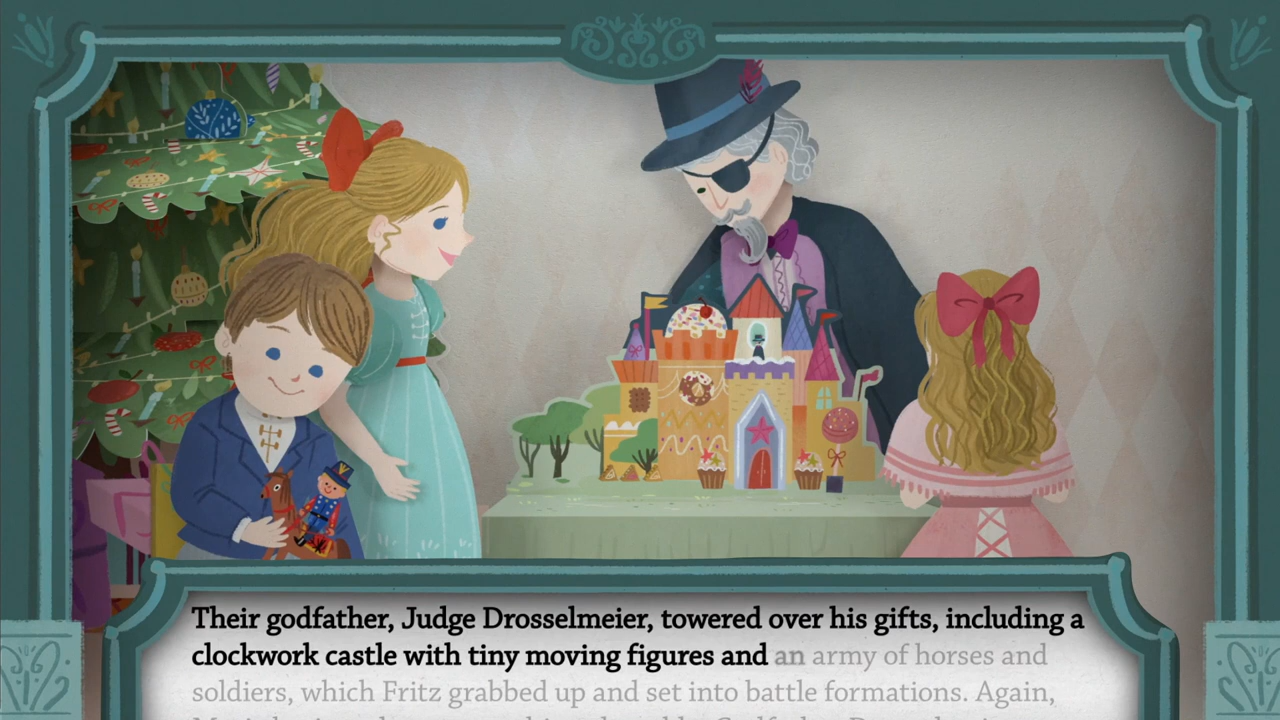 Their godfather, Judge Drosselmeier, towered over his gifts, including a
clockwork castle with tiny moving figures and an army of horses and
soldiers, which Fritz grabbed up and set into battle formations. Again,